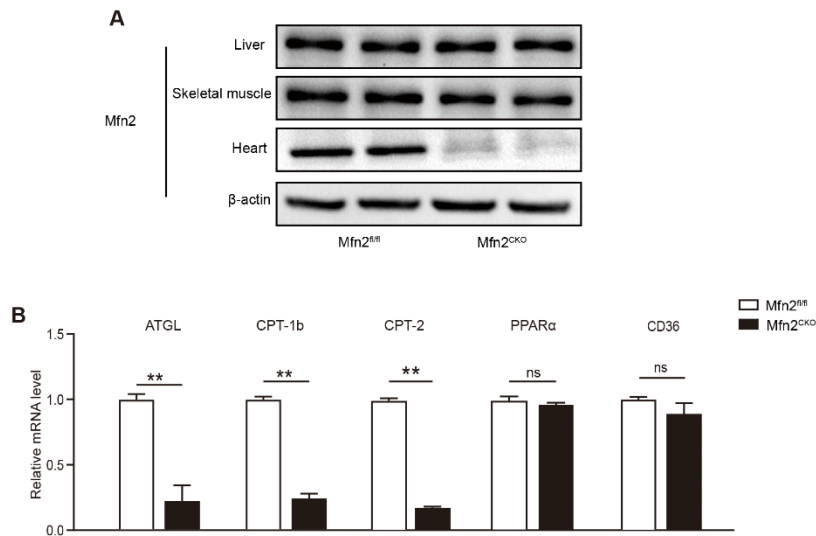 A
Liver
Skeletal muscle
Mfn2
Heart
β-actin
Mfn2fl/fl Mfn2CKO
B
Mfn2fl/fl
Mfn2CKO
ATGL CPT-1b CPT-2 PPARα CD36
1.5
** ** ** ns ns
1.0
Relative mRNA level
0.5
0.0